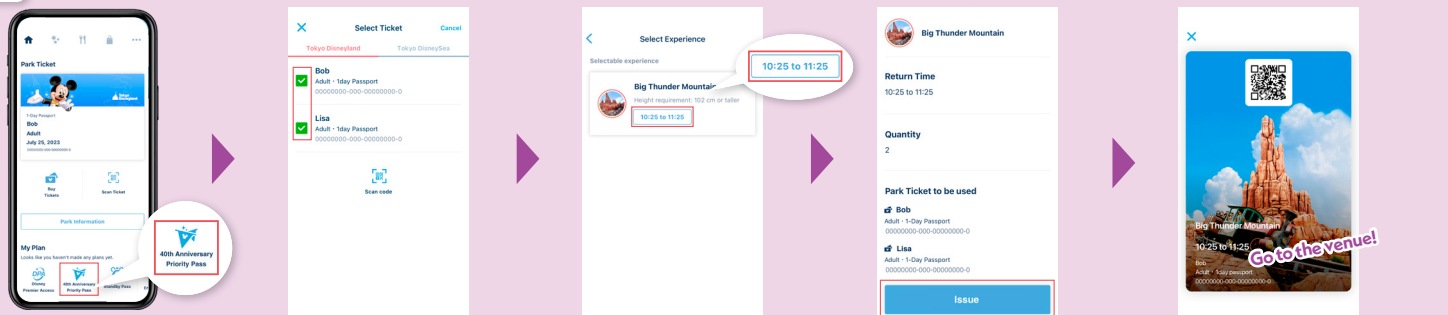 Park Ticket
1-Day Passport
Bob
Adult
July 25, 2023
Buy
Tickets
Scan Ticket
Park Information
My Plan
Looks like you haven't made any plans yet.
DPA
Disney
Premier Access
40th Anniversary
Priority Pass
Standby Pass
40th Anniversary
Priority Pass
Select Ticket
Cancel
Tokyo Disneyland
Tokyo DisneySea
Bob
Adult・1day Passport
00000000-000-00000000-0
Lisa
Adult・1day Passport
00000000-000-00000000-0
Scan code
Select Experience
Selectable experience
Big Thunder Mountain
Height requirement: 102 cm or taller
10:25 to 11:25
10:25 to 11:25
Big Thunder Mountain
Return Time
10:25 to 11:25
Quantity
2
Park Ticket to be used
Bob
Adult・1-Day Passport
00000000-000-00000000-0
Lisa
Adult・1-Day Passport
00000000-000-00000000-0
Issue
Big Thunder Mountain
10:25 to 11:25
Bob
Adult・1day passport
00000000-000-00000000-0
Go to the venue!